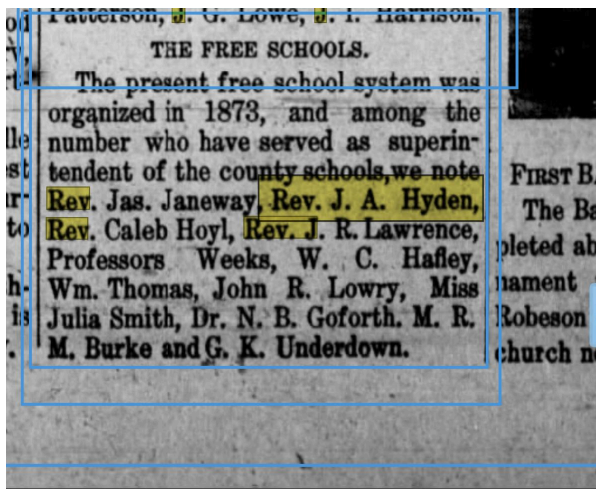 Patterson, J. G. Lowe, J. I. Harrison.
THE FREE SCHOOLS.
The present free school system was
organized in 1873, and among the
number who have served as superin-
tendent of the county schools,we note
Rev. Jas. Janeway, Rev. J. A. Hyden,
Rev. Caleb Hoyl, Rev. J. R. Lawrence,
Professors Weeks, W. C. Hafley,
Wm. Thomas, John R. Lowry, Miss
Julia Smith, Dr. N. B. Goforth. M. R.
M. Burke and G. K. Underdown.
FIRST B
The Ba
pleted ab
nament
Robeson
church n